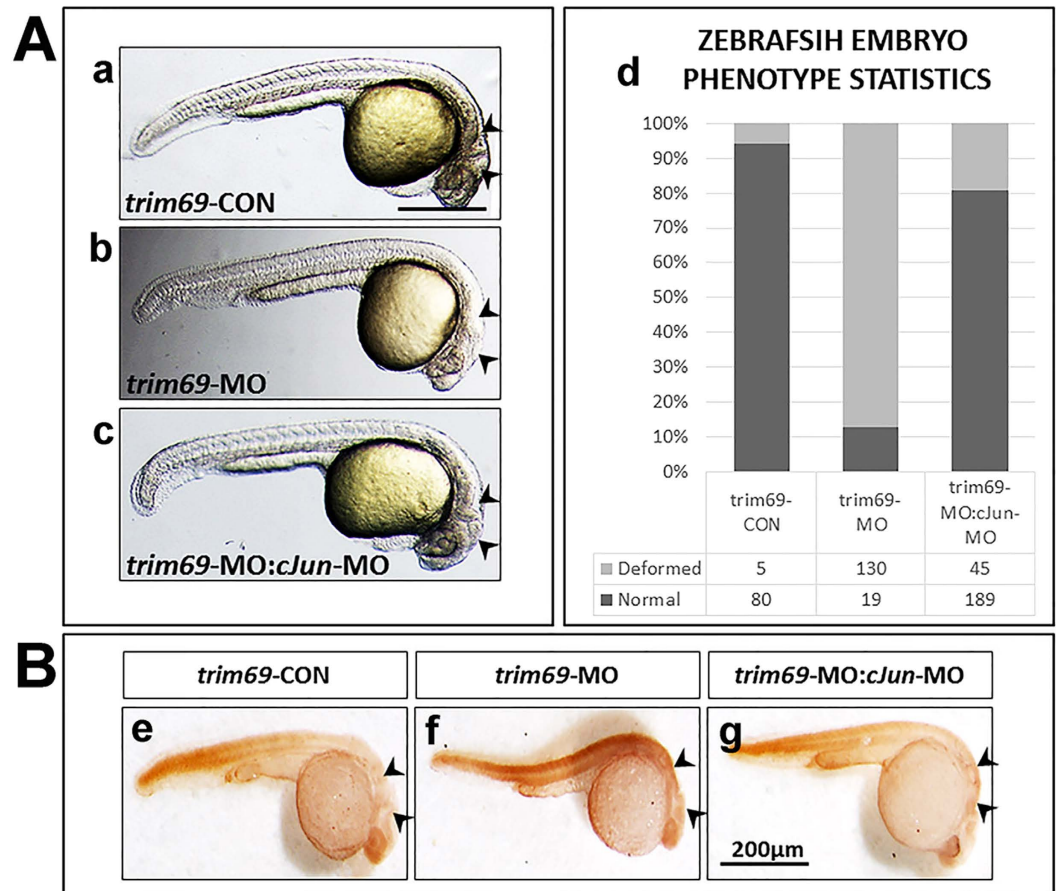 A
a
trim69-CON
b
trim69-MO
c
trim69-MO:cJun-MO
ZEBRAFSIH EMBRYO
d
PHENOTYPE STATISTICS
100%
90%
80%
70%
60%
50%
40%
30%
20%
10%
0%
trim69-
CON
trim69-
MO
trim69-
MO:cJun-
MO
Deformed 5 130 45
Normal 80 19 189
B
trim69-CON
trim69-MO
trim69-MO:cJun-MO
e
f
g
200µm